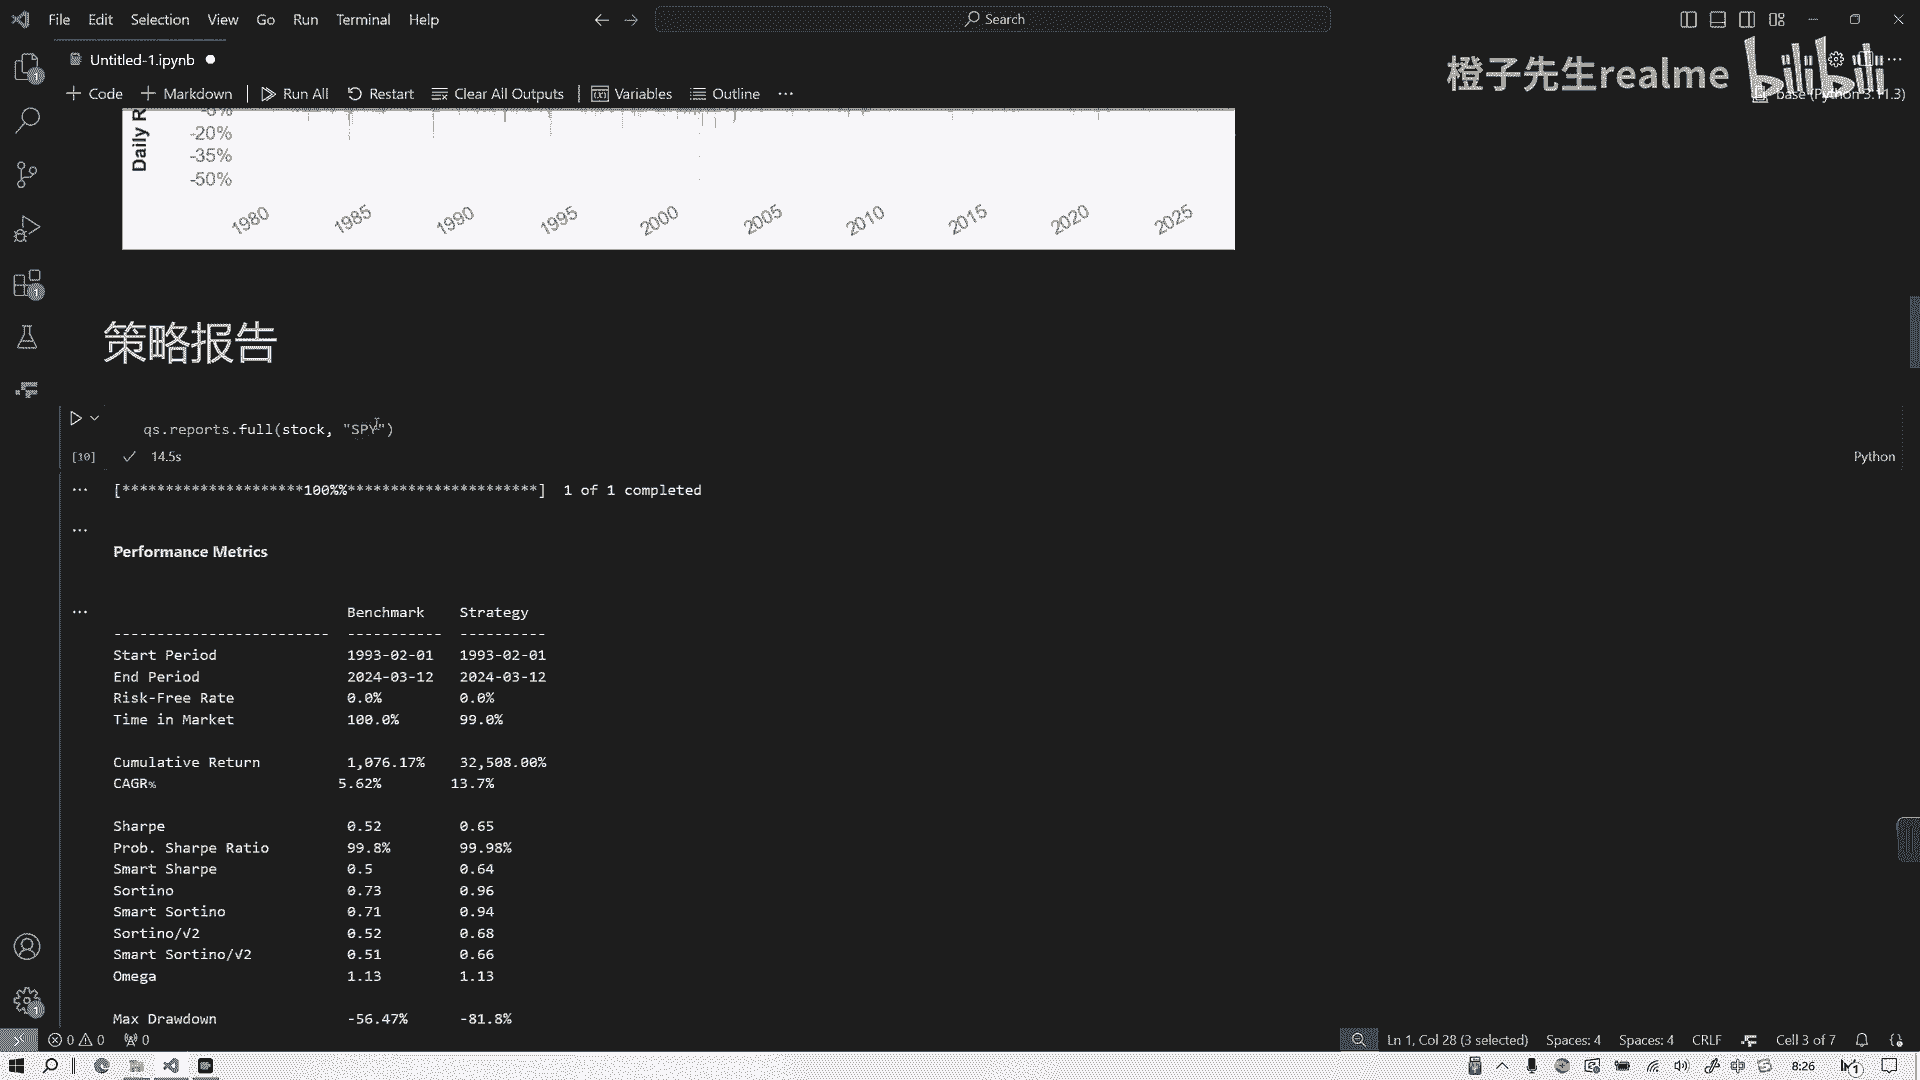 File Edit Selection View Go Run Terminal Help
Search
Untitled-1.ipynb
橙子先生realme bilibili
Code Markdown Run All Restart Clear All Outputs Variables Outline ...
base (Python 3.11.3)
Daily R
-20%
-35%
-50%
1980 1985 1990 1995 2000 2005 2010 2015 2020 2025
策略报告
qs.reports.full(stock, "SPY")
[10] 14.5s
Python
[**********************100%%**********************] 1 of 1 completed
Performance Metrics
Benchmark Strategy
------------------------- ----------- ----------
Start Period 1993-02-01 1993-02-01
End Period 2024-03-12 2024-03-12
Risk-Free Rate 0.0% 0.0%
Time in Market 100.0% 99.0%
Cumulative Return 1,076.17% 32,508.00%
CAGR﹪ 5.62% 13.7%
Sharpe 0.52 0.65
Prob. Sharpe Ratio 99.8% 99.98%
Smart Sharpe 0.5 0.64
Sortino 0.73 0.96
Smart Sortino 0.71 0.94
Sortino/√2 0.52 0.68
Smart Sortino/√2 0.51 0.66
Omega 1.13 1.13
Max Drawdown -56.47% -81.8%
0 0 0
Ln 1, Col 28 (3 selected) Spaces: 4 Spaces: 4 CRLF Cell 3 of 7
中 8:26